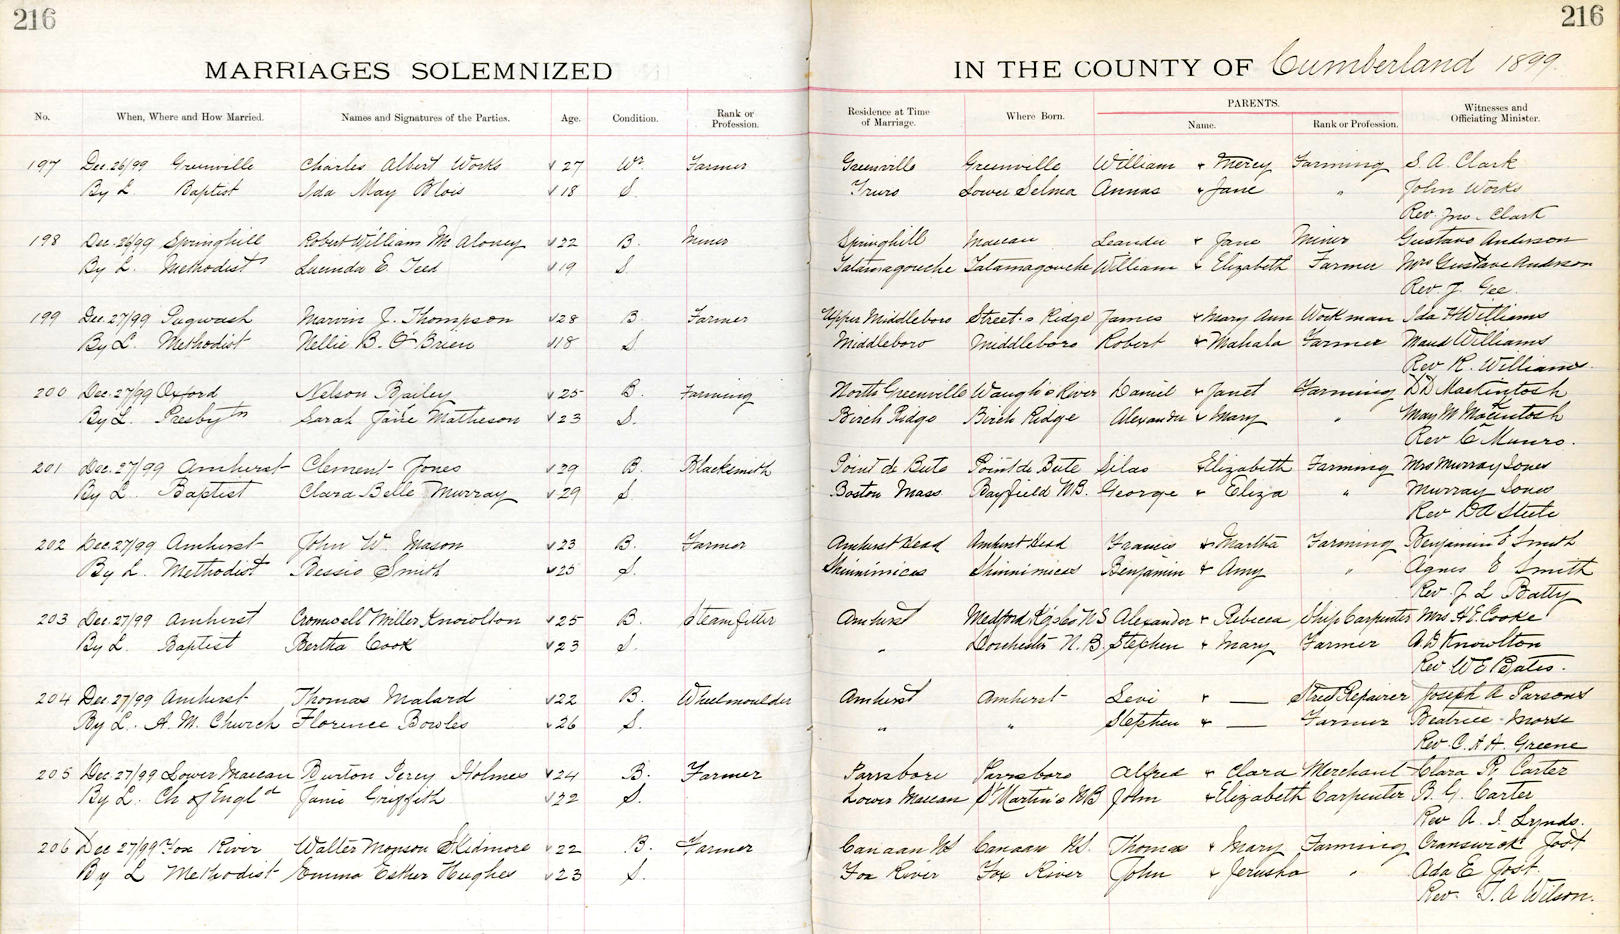 216
216
MARRIAGES SOLEMNIZED
IN THE COUNTY OF Cumberland 1899.
No. When, Where and How Married. Names and Signatures of the Parties. Age. Condition. Rank or Profession. Residence at Time of Marriage. Where Born. PARENTS. Name. Rank or Profession. Witnesses and Officiating Minister.
197 Dec. 26/99 Greenville Charles Albert Works 27 Wr Farmer Greenville Greenville William & Mercy Farming S. A. Clark
By L. Baptist Ida May Blois 18 S. Truro Lower Selma Annas & Jane " John Works
Rev. Jno. Clark
198 Dec. 26/99 Springhill Robert William McAloney 22 B. Miner Springhill Maccan Leander & Jane Miner Gustave Anderson
By L. Methodist Lucinda E. Teed 19 S. Tatamagouche Tatamagouche William & Elizabeth Farmer Mrs Gustave Anderson
Rev. J. Gee.
199 Dec. 27/99 Pugwash Marvin J. Thompson 28 B. Farmer Upper Middleboro Street's Ridge James & Mary Ann Workman Ida H Williams
By L. Methodist Nellie B. O'Brien 18 S Middleboro Middleboro Robert & Mahala Farmer Maud Williams
Rev R. Williams.
200 Dec. 27/99 Oxford Nelson Bailey 25 B. Farming North Greenville Waugh's River Daniel & Janet Farming D D Mackintosh
By L. Presbytn Sarah Jane Matheson 23 S. Birch Ridge Birch Ridge Alexander & Mary " May M Mackintosh
Rev C Munro.
201 Dec. 27/99 Amherst Clement Jones 29 B. Blacksmith Point de Bute Point de Bute Silas & Elizabeth Farming Mrs Murray Jones
By L. Baptist Clara Belle Murray 29 S. Boston Mass Bayfield N.B. George & Eliza " Murray Jones
Rev D A Steele
202 Dec. 27/99 Amherst John W. Mason 23 B. Farmer Amherst Head Amherst Head Francis & Martha Farming Benjamin E Smith
By L. Methodist Bessie Smith 25 S. Shinimicas Shinimicas Benjamin & Amy " Agnes E Smith
Rev. J L Batty
203 Dec. 27/99 Amherst Cromwell Miller Knowlton 25 B. Steamfitter Amherst Medford N S Alexander & Rebecca Ship Carpenter Mrs H E Cooke
By L. Baptist Bertha Cook 23 S. " Dorchester N. B. Stephen & Mary Farmer A B Knowlton
Rev W E Bates.
204 Dec. 27/99 Amherst Thomas Malard 22 B. Wheelmoulder Amherst Amherst Levi & — Street Repairer Joseph A Parsons
By L. A. M. Church Florence Bowles 26 S. " " Stephen & — Farmer Beatrice Morse
Rev. C. A A. Greene
205 Dec 27/99 Lower Maccan Burton Percy Holmes 24 B. Farmer Parrsboro Parrsboro Alfred & Clara Merchant Clara P. Carter
By L. Ch of Engld Janie Griffith 22 S. Lower Maccan St Martin's N.B John & Elizabeth Carpenter B. G. Carter
Rev A. I. Lynds.
206 Dec 27/99 Fox River Walter Monson Skidmore 22 B. Farmer Canaan NS Canaan N.S. Thomas & Mary Farming Cranswick Jost
By L Methodist Emma Esther Hughes 23 S. Fox River Fox River John & Jerusha " Ada E Jost.
Rev. T. A Wilson.